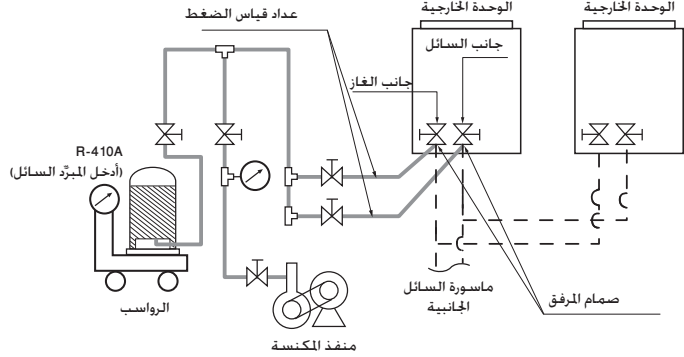 الوحدة الخارجية
الوحدة الخارجية
عداد قياس الضغط
جانب السائل
جانب الغاز
R-410A
(أدخل المبرِّد السائل)
ماسورة السائل
الجانبية
صمام المرفق
الرواسب
منفذ المكنسة